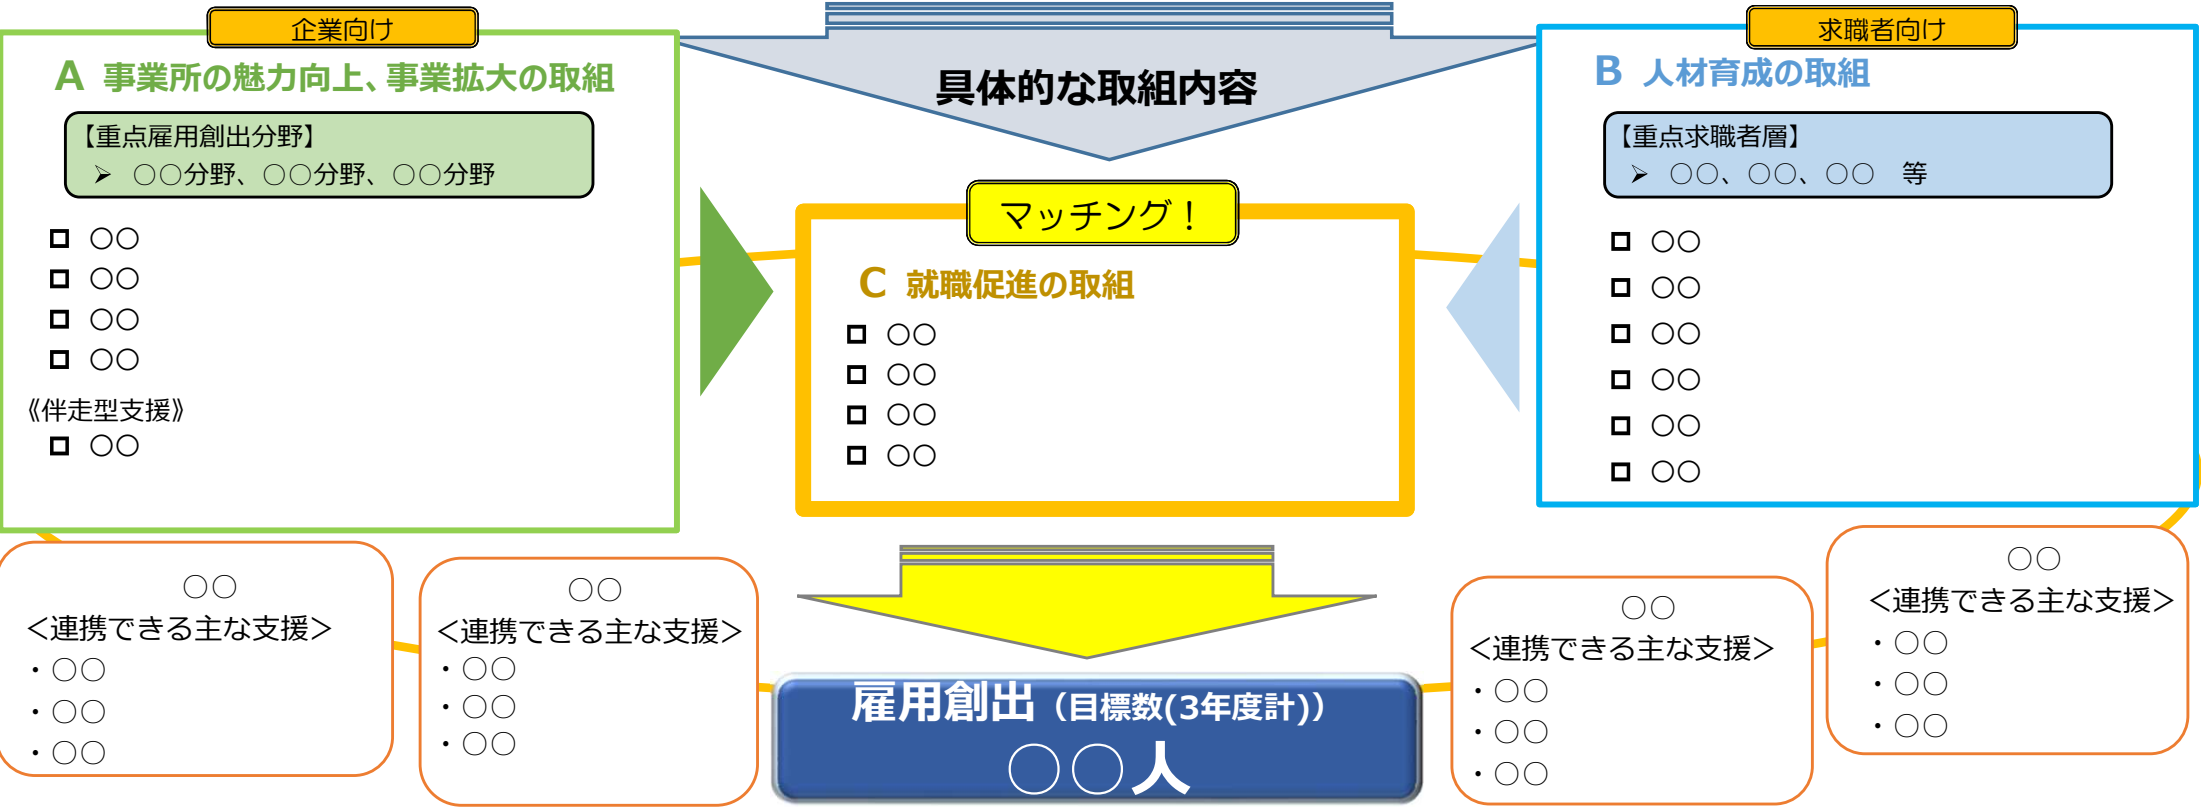 具体的な取組内容
企業向け
A 事業所の魅力向上、事業拡大の取組
【重点雇用創出分野】
➢ ○○分野、○○分野、○○分野
□ ○○
□ ○○
□ ○○
□ ○○
《伴走型支援》
□ ○○
マッチング！
C 就職促進の取組
□ ○○
□ ○○
□ ○○
□ ○○
求職者向け
B 人材育成の取組
【重点求職者層】
➢ ○○、○○、○○　等
□ ○○
□ ○○
□ ○○
□ ○○
□ ○○
□ ○○
○○
＜連携できる主な支援＞
・○○
・○○
・○○
○○
＜連携できる主な支援＞
・○○
・○○
・○○
雇用創出（目標数(3年度計)）
○○人
○○
＜連携できる主な支援＞
・○○
・○○
・○○
○○
＜連携できる主な支援＞
・○○
・○○
・○○